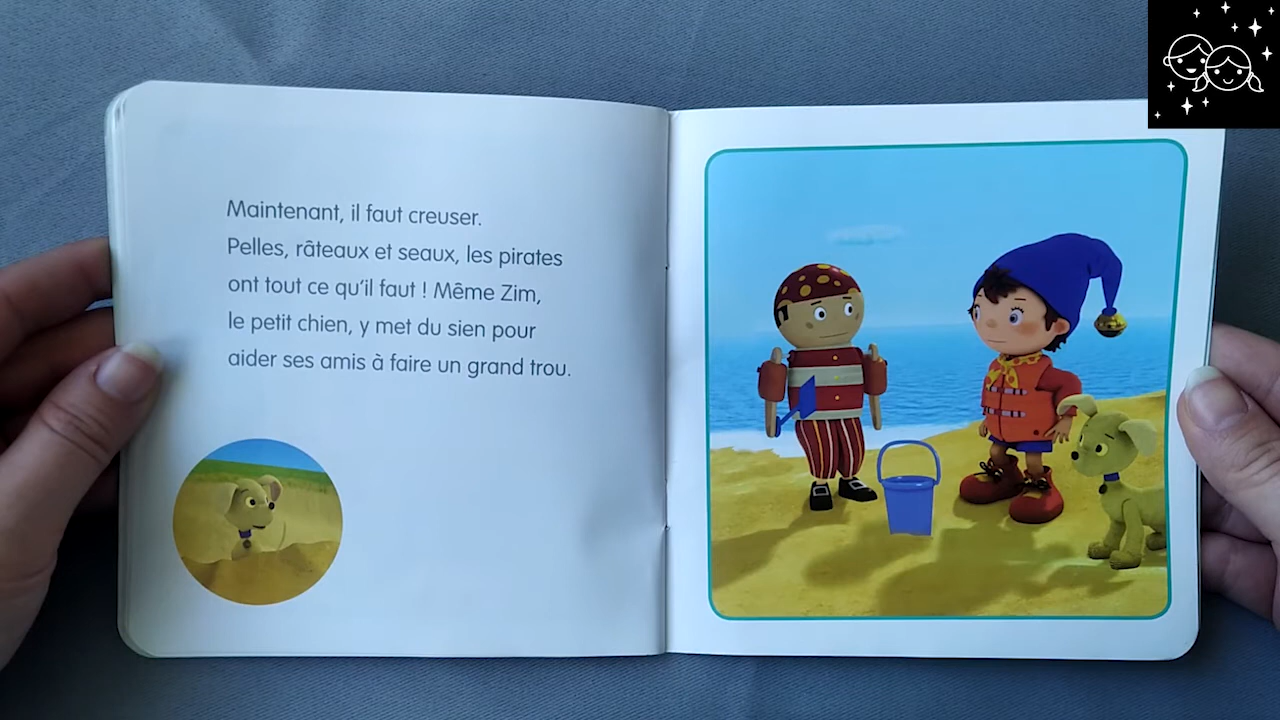 Maintenant, il faut creuser.
Pelles, râteaux et seaux, les pirates
ont tout ce qu'il faut ! Même Zim,
le petit chien, y met du sien pour
aider ses amis à faire un grand trou.